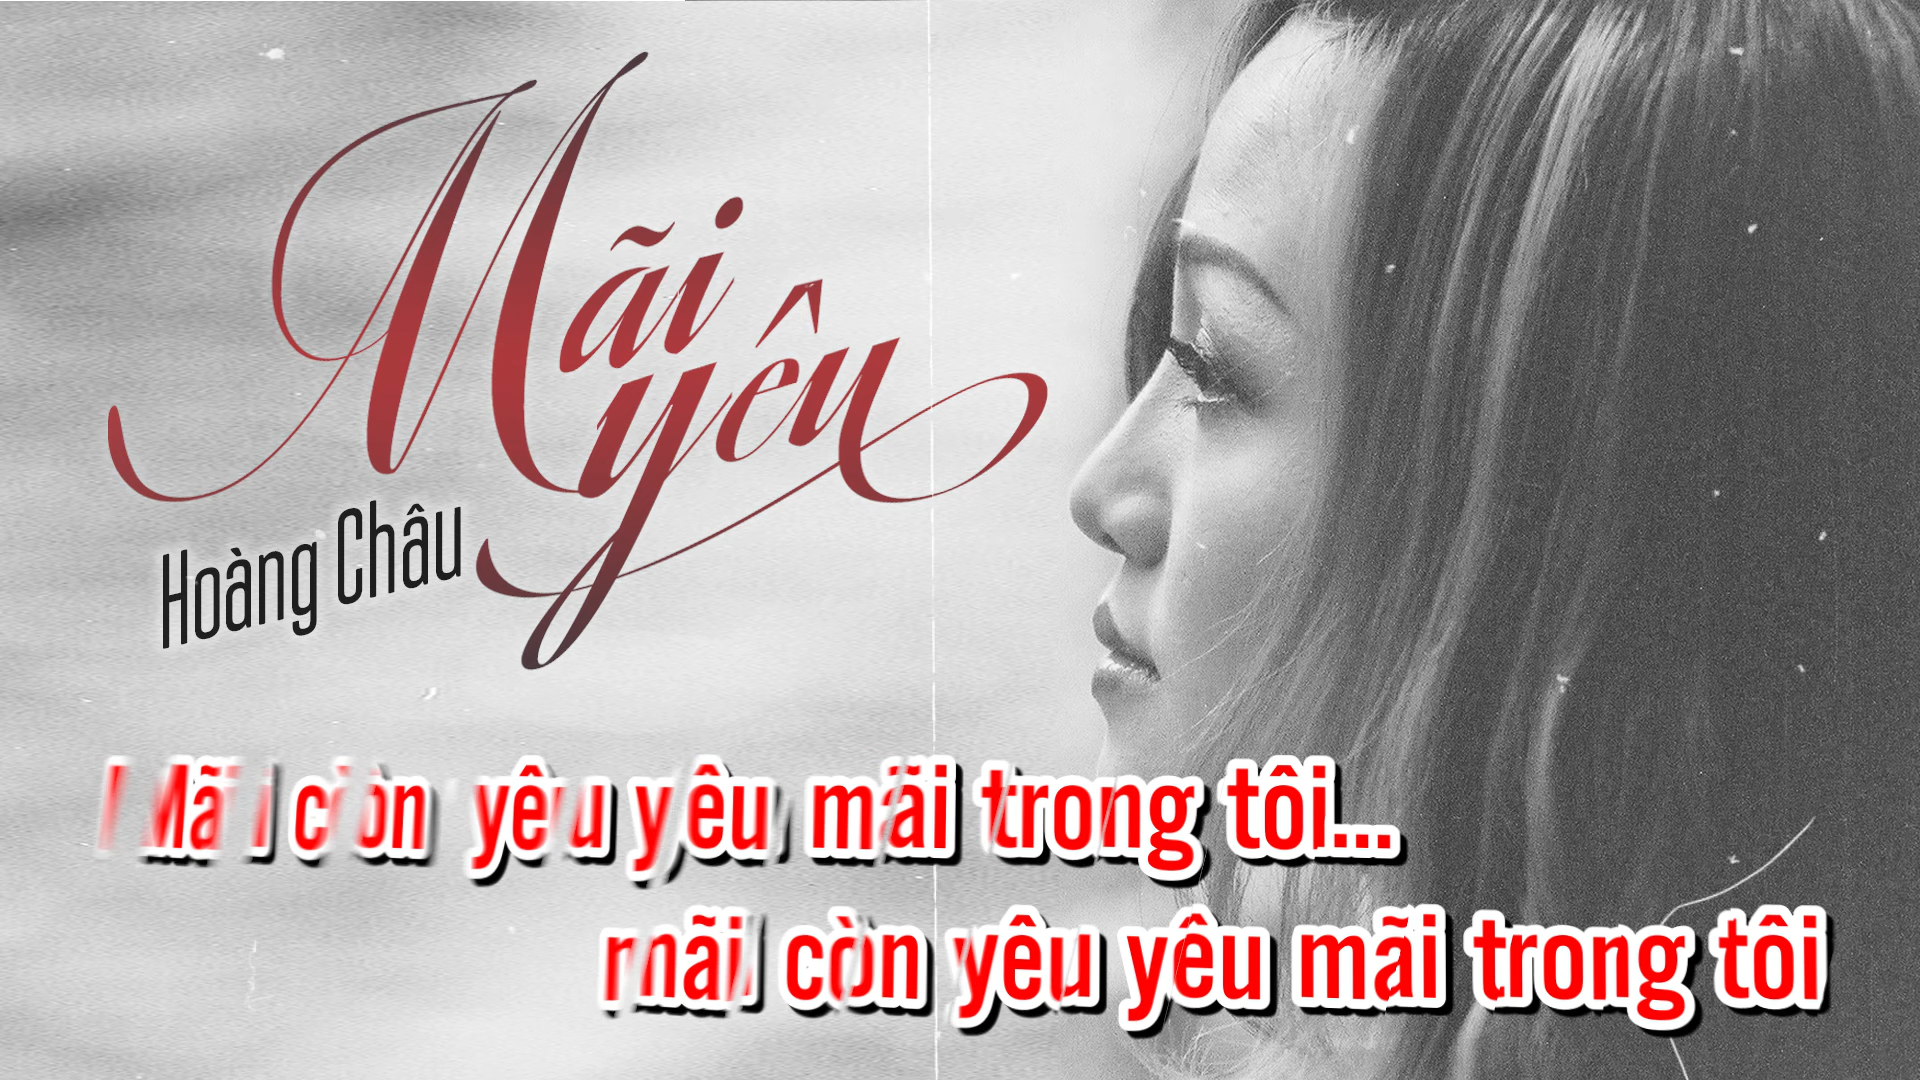 Mãi
yêu
Hoàng Châu
Mãi còn yêu yêu mãi trong tôi...
mãi còn yêu yêu mãi trong tôi